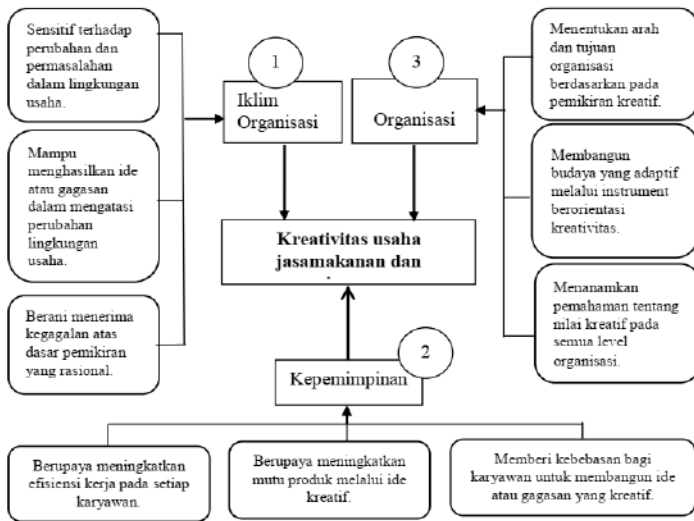 Sensitif terhadap
perubahan dan
permasalahan
dalam lingkungan
usaha.
Mampu
menghasilkan ide
atau gagasan
dalam mengatasi
perubahan
lingkungan
usaha.
Berani menerima
kegagalan atas
dasar pemikiran
yang rasional.
1
Iklim
Organisasi
3
Organisasi
Kreativitas usaha
jasamakanan dan
2
Kepemimpinan
Menentukan arah
dan tujuan
organisasi
berdasarkan pada
pemikiran kreatif.
Membangun
budaya yang adaptif
melalui instrument
berorientasi
kreativitas.
Menanamkan
pemahaman tentang
nilai kreatif pada
semua level
organisasi.
Berupaya meningkatkan
efisiensi kerja pada setiap
karyawan.
Berupaya meningkatkan
mutu produk melalui ide
kreatif.
Memberi kebebasan bagi
karyawan untuk membangun ide
atau gagasan yang kreatif.